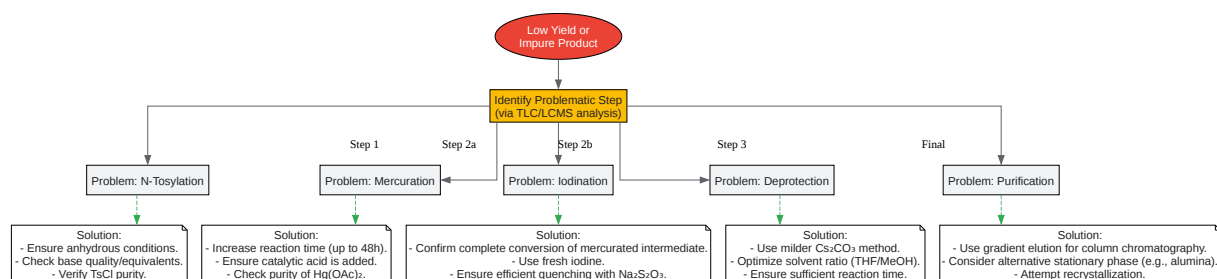 Low Yield or
Impure Product
Identify Problematic Step
(via TLC/LCMS analysis)
Step 1
Step 2a
Step 2b
Step 3
Final
Problem: N-Tosylation
Problem: Mercuration
Problem: Iodination
Problem: Deprotection
Problem: Purification
Solution:
- Ensure anhydrous conditions.
- Check base quality/equivalents.
- Verify TsCl purity.
Solution:
- Increase reaction time (up to 48h).
- Ensure catalytic acid is added.
- Check purity of Hg(OAc)₂.
Solution:
- Confirm complete conversion of mercurated intermediate.
- Use fresh iodine.
- Ensure efficient quenching with Na₂S₂O₃.
Solution:
- Use milder Cs₂CO₃ method.
- Optimize solvent ratio (THF/MeOH).
- Ensure sufficient reaction time.
Solution:
- Use gradient elution for column chromatography.
- Consider alternative stationary phase (e.g., alumina).
- Attempt recrystallization.